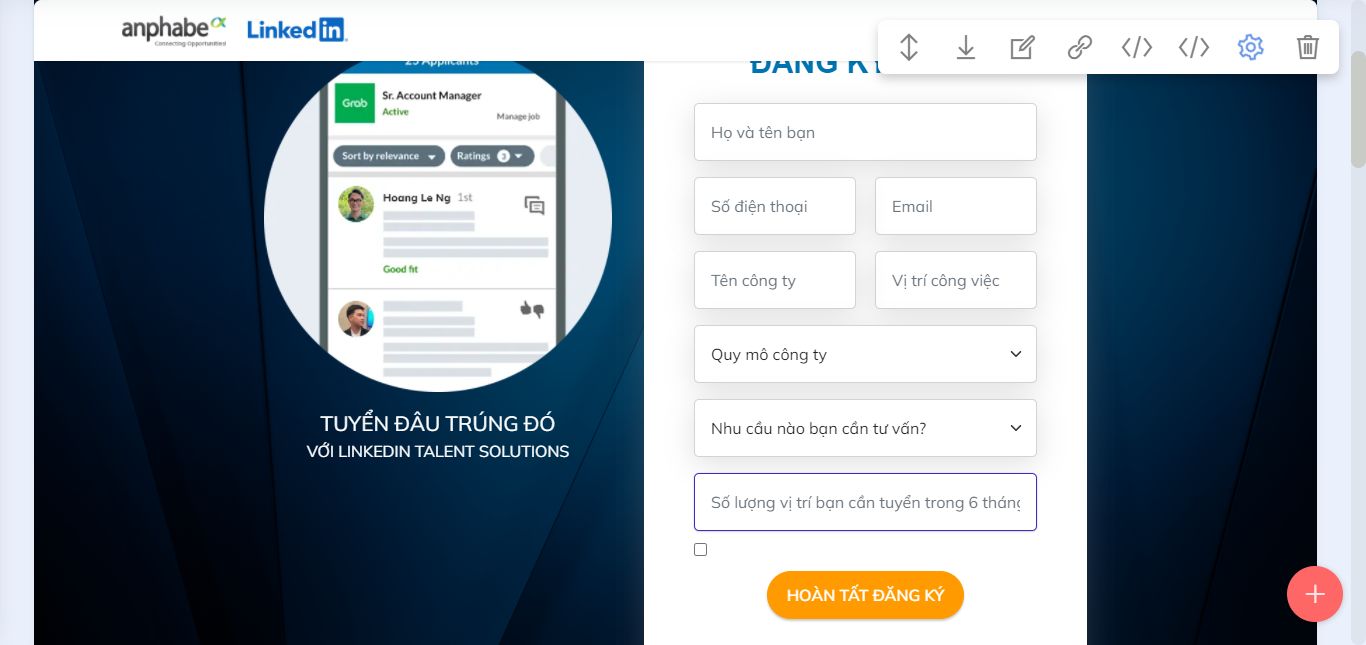 anphabe
Connecting Opportunities
Linked in
25 Applicants
Grab
Sr. Account Manager
Active
Manage job
Sort by relevance
Ratings 3
Hoang Le Ng 1st
Good fit
TUYỂN ĐÂU TRÚNG ĐÓ
VỚI LINKEDIN TALENT SOLUTIONS
ĐĂNG KÝ
Họ và tên bạn
Số điện thoại
Email
Tên công ty
Vị trí công việc
Quy mô công ty
Nhu cầu nào bạn cần tư vấn?
Số lượng vị trí bạn cần tuyển trong 6 tháng
HOÀN TẤT ĐĂNG KÝ